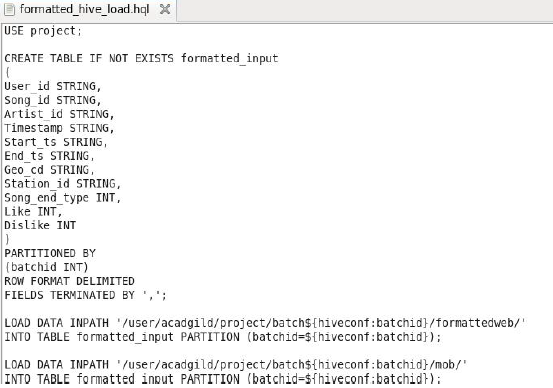 formatted_hive_load.hql
USE project;
CREATE TABLE IF NOT EXISTS formatted_input
(
User_id STRING,
Song_id STRING,
Artist_id STRING,
Timestamp STRING,
Start_ts STRING,
End_ts STRING,
Geo_cd STRING,
Station_id STRING,
Song_end_type INT,
Like INT,
Dislike INT
)
PARTITIONED BY
(batchid INT)
ROW FORMAT DELIMITED
FIELDS TERMINATED BY ',';
LOAD DATA INPATH '/user/acadgild/project/batch${hiveconf:batchid}/formattedweb/'
INTO TABLE formatted_input PARTITION (batchid=${hiveconf:batchid});
LOAD DATA INPATH '/user/acadgild/project/batch${hiveconf:batchid}/mob/'
INTO TABLE formatted_input PARTITION (batchid=${hiveconf:batchid});